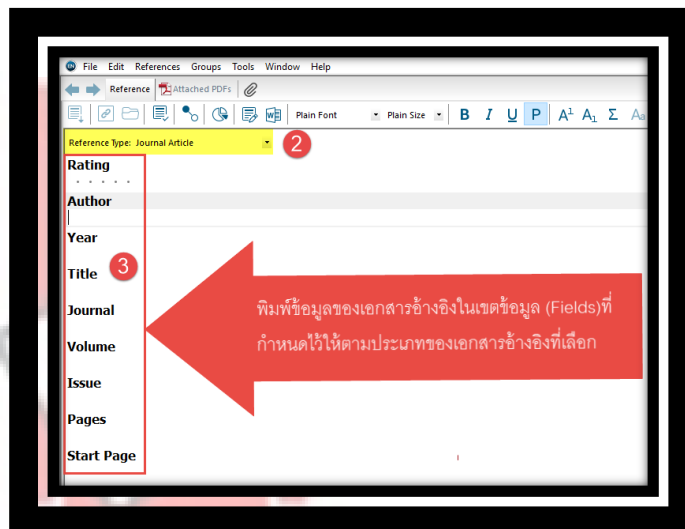 EN File Edit References Groups Tools Window Help
Reference Attached PDFs
Plain Font Plain Size B I U P A1 A1 Σ Aa
Reference Type: Journal Article 2
Rating
Author
Year
Title 3
Journal
Volume
Issue
Pages
Start Page
พิมพ์ข้อมูลของเอกสารอ้างอิงในเขตข้อมูล (Fields)ที่
กำหนดไว้ให้ตามประเภทของเอกสารอ้างอิงที่เลือก